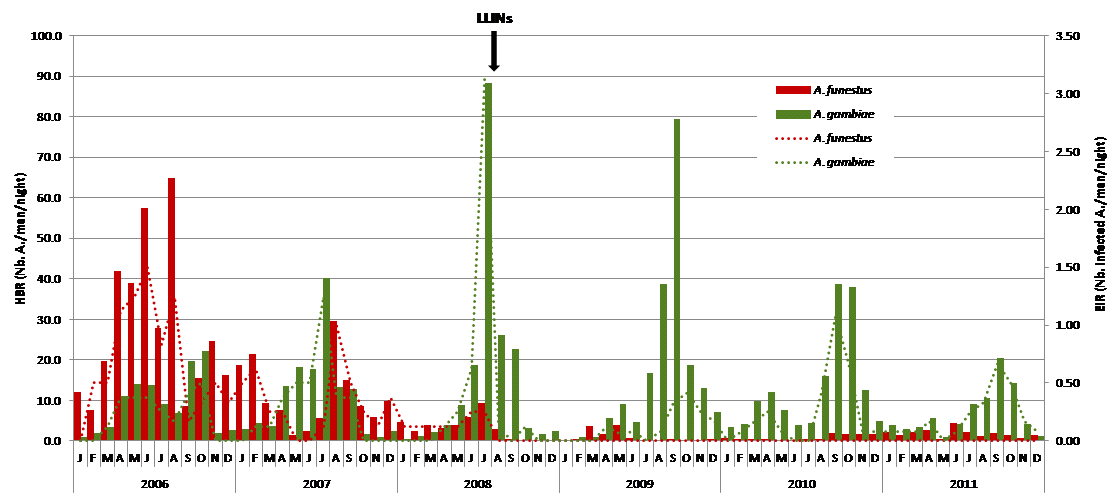 LLINs
100.0
90.0
80.0
70.0
60.0
50.0
40.0
30.0
20.0
10.0
0.0
HBR (Nb. A./man/night)
3.50
3.00
2.50
2.00
1.50
1.00
0.50
0.00
EIR (Nb. Infected A./man/night)
A. funestus
A. gambiae
A. funestus
A. gambiae
J F M A M J J A S O N D J F M A M J J A S O N D J F M A M J J A S O N D J F M A M J J A S O N D J F M A M J J A S O N D J F M A M J J A S O N D
2006 2007 2008 2009 2010 2011